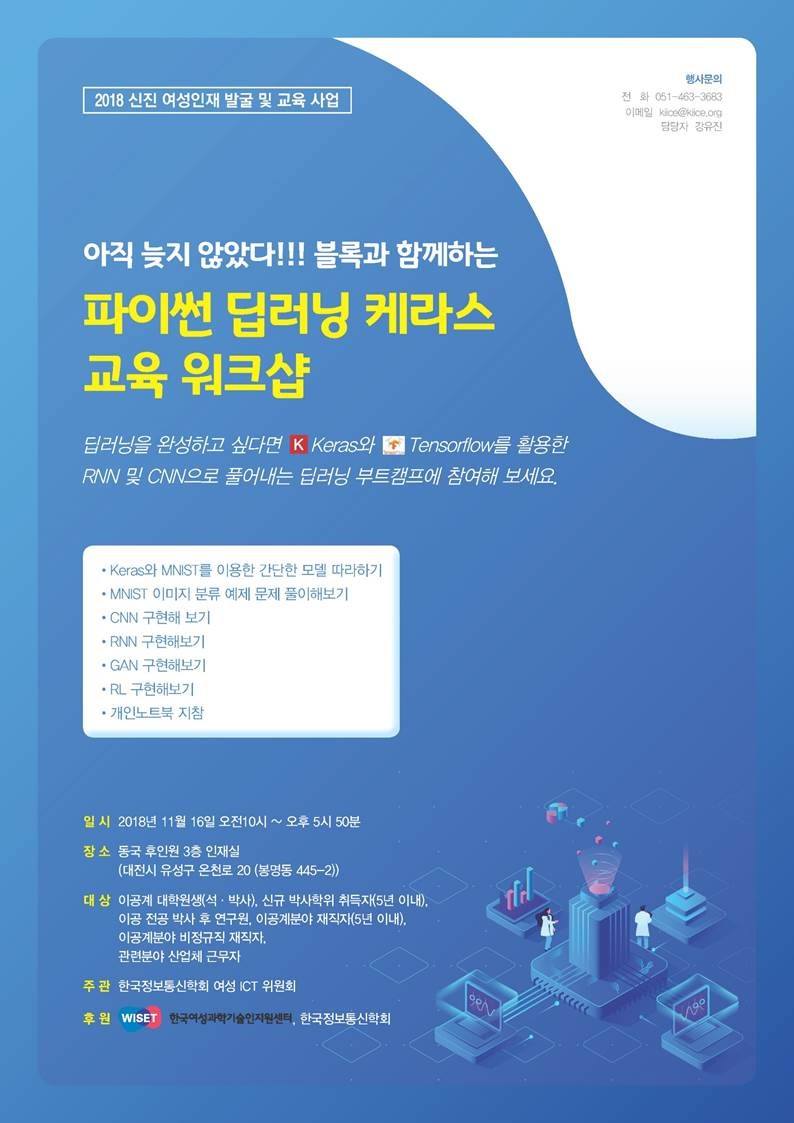 2018 신진 여성인재 발굴 및 교육 사업
행사문의
전 화 051-463-3683
이메일 kiice@kiice.org
담당자 강유진
아직 늦지 않았다!!! 블록과 함께하는
파이썬 딥러닝 케라스
교육 워크샵
딥러닝을 완성하고 싶다면 K Keras와 Tensorflow를 활용한
RNN 및 CNN으로 풀어내는 딥러닝 부트캠프에 참여해 보세요.
• Keras와 MNIST를 이용한 간단한 모델 따라하기
• MNIST 이미지 분류 예제 문제 풀이해보기
• CNN 구현해 보기
• RNN 구현해보기
• GAN 구현해보기
• RL 구현해보기
• 개인노트북 지참
일 시 2018년 11월 16일 오전10시 ~ 오후 5시 50분
장 소 동국 후인원 3층 인재실
(대전시 유성구 온천로 20 (봉명동 445-2))
대 상 이공계 대학원생(석·박사), 신규 박사학위 취득자(5년 이내),
이공 전공 박사 후 연구원, 이공계분야 재직자(5년 이내),
이공계분야 비정규직 재직자,
관련분야 산업체 근무자
주 관 한국정보통신학회 여성 ICT 위원회
후 원 WISET 한국여성과학기술인지원센터, 한국정보통신학회